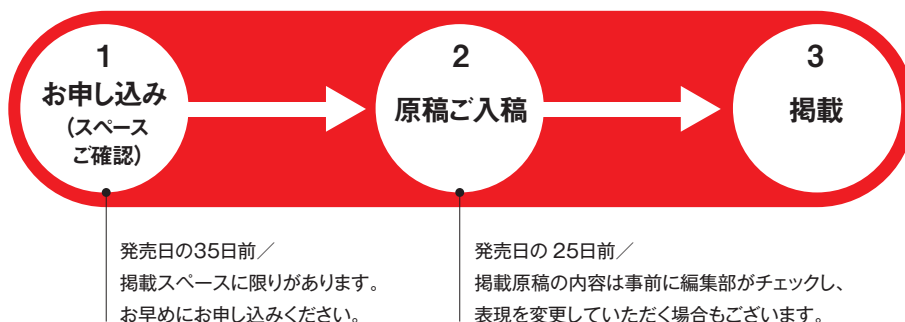 1
お申し込み
(スペース
ご確認)
2
原稿ご入稿
3
掲載
発売日の35日前／
掲載スペースに限りがあります。
お早めにお申し込みください。
発売日の 25日前／
掲載原稿の内容は事前に編集部がチェックし、
表現を変更していただく場合もございます。